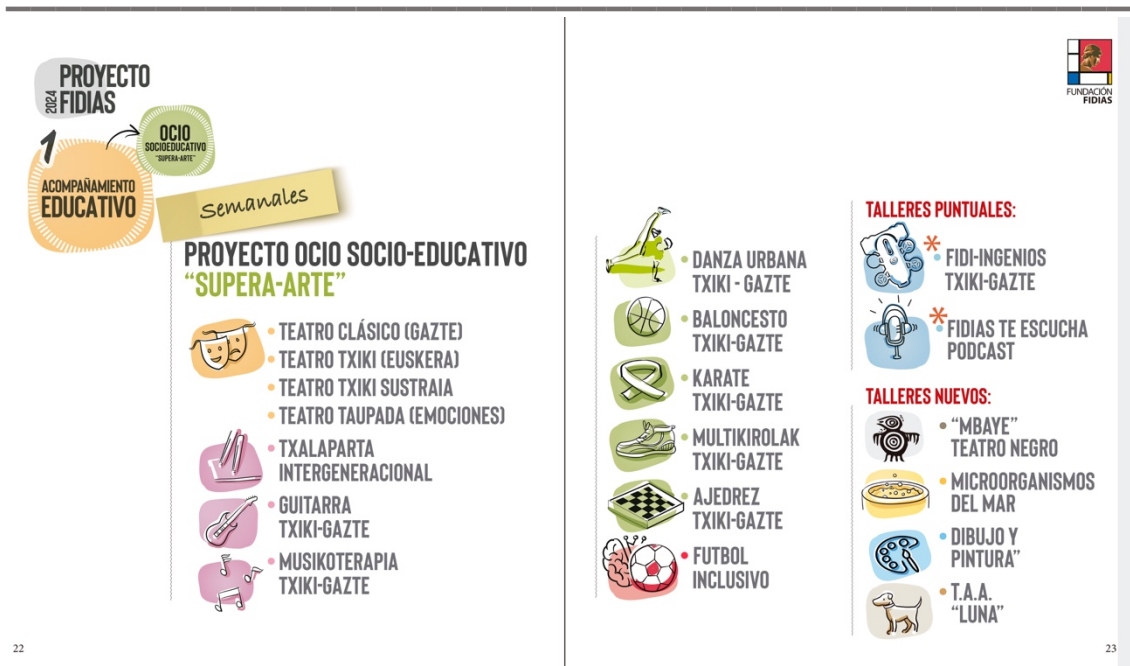 PROYECTO
2024 FIDIAS
1
ACOMPAÑAMIENTO
EDUCATIVO
OCIO
SOCIOEDUCATIVO
"SUPERA-ARTE"
Semanales
PROYECTO OCIO SOCIO-EDUCATIVO
“SUPERA-ARTE”
• TEATRO CLÁSICO (GAZTE)
• TEATRO TXIKI (EUSKERA)
• TEATRO TXIKI SUSTRAIA
• TEATRO TAUPADA (EMOCIONES)
• TXALAPARTA
INTERGENERACIONAL
• GUITARRA
TXIKI-GAZTE
• MUSIKOTERAPIA
TXIKI-GAZTE
22
FUNDACIÓN
FIDIAS
• DANZA URBANA
TXIKI - GAZTE
• BALONCESTO
TXIKI-GAZTE
• KARATE
TXIKI-GAZTE
• MULTIKIROLAK
TXIKI-GAZTE
• AJEDREZ
TXIKI-GAZTE
• FUTBOL
INCLUSIVO
TALLERES PUNTUALES:
* • FIDI-INGENIOS
TXIKI-GAZTE
* • FIDIAS TE ESCUCHA
PODCAST
TALLERES NUEVOS:
• “MBAYE”
TEATRO NEGRO
• MICROORGANISMOS
DEL MAR
• DIBUJO Y
PINTURA”
• T.A.A.
“LUNA”
23